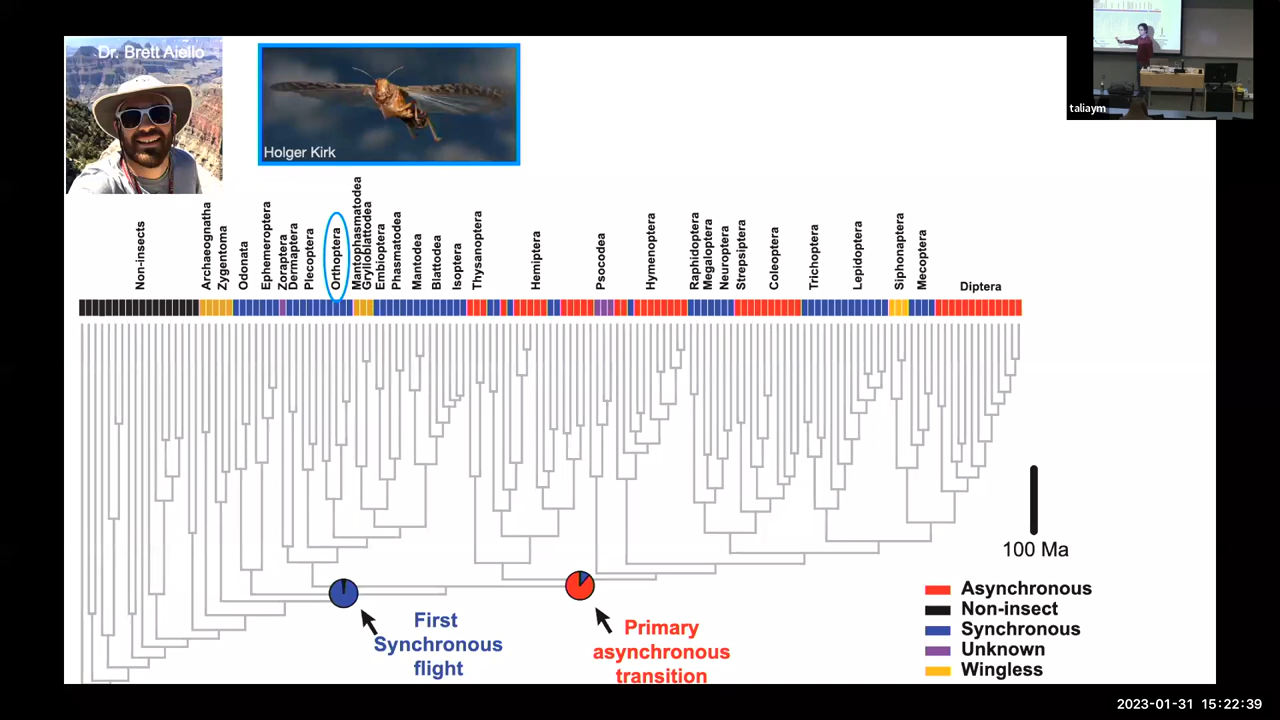 Dr. Brett Aiello
Holger Kirk
taliaym
Non-insects
Archaeognatha
Zygentoma
Odonata
Ephemeroptera
Zoraptera
Dermaptera
Plecoptera
Orthoptera
Mantophasmatodea
Grylloblattodea
Embioptera
Phasmatodea
Mantodea
Blattodea
Isoptera
Thysanoptera
Hemiptera
Psocodea
Hymenoptera
Raphidioptera
Megaloptera
Neuroptera
Strepsiptera
Coleoptera
Trichoptera
Lepidoptera
Siphonaptera
Mecoptera
Diptera
100 Ma
First
Synchronous
flight
Primary
asynchronous
transition
Asynchronous
Non-insect
Synchronous
Unknown
Wingless
2023-01-31 15:22:39